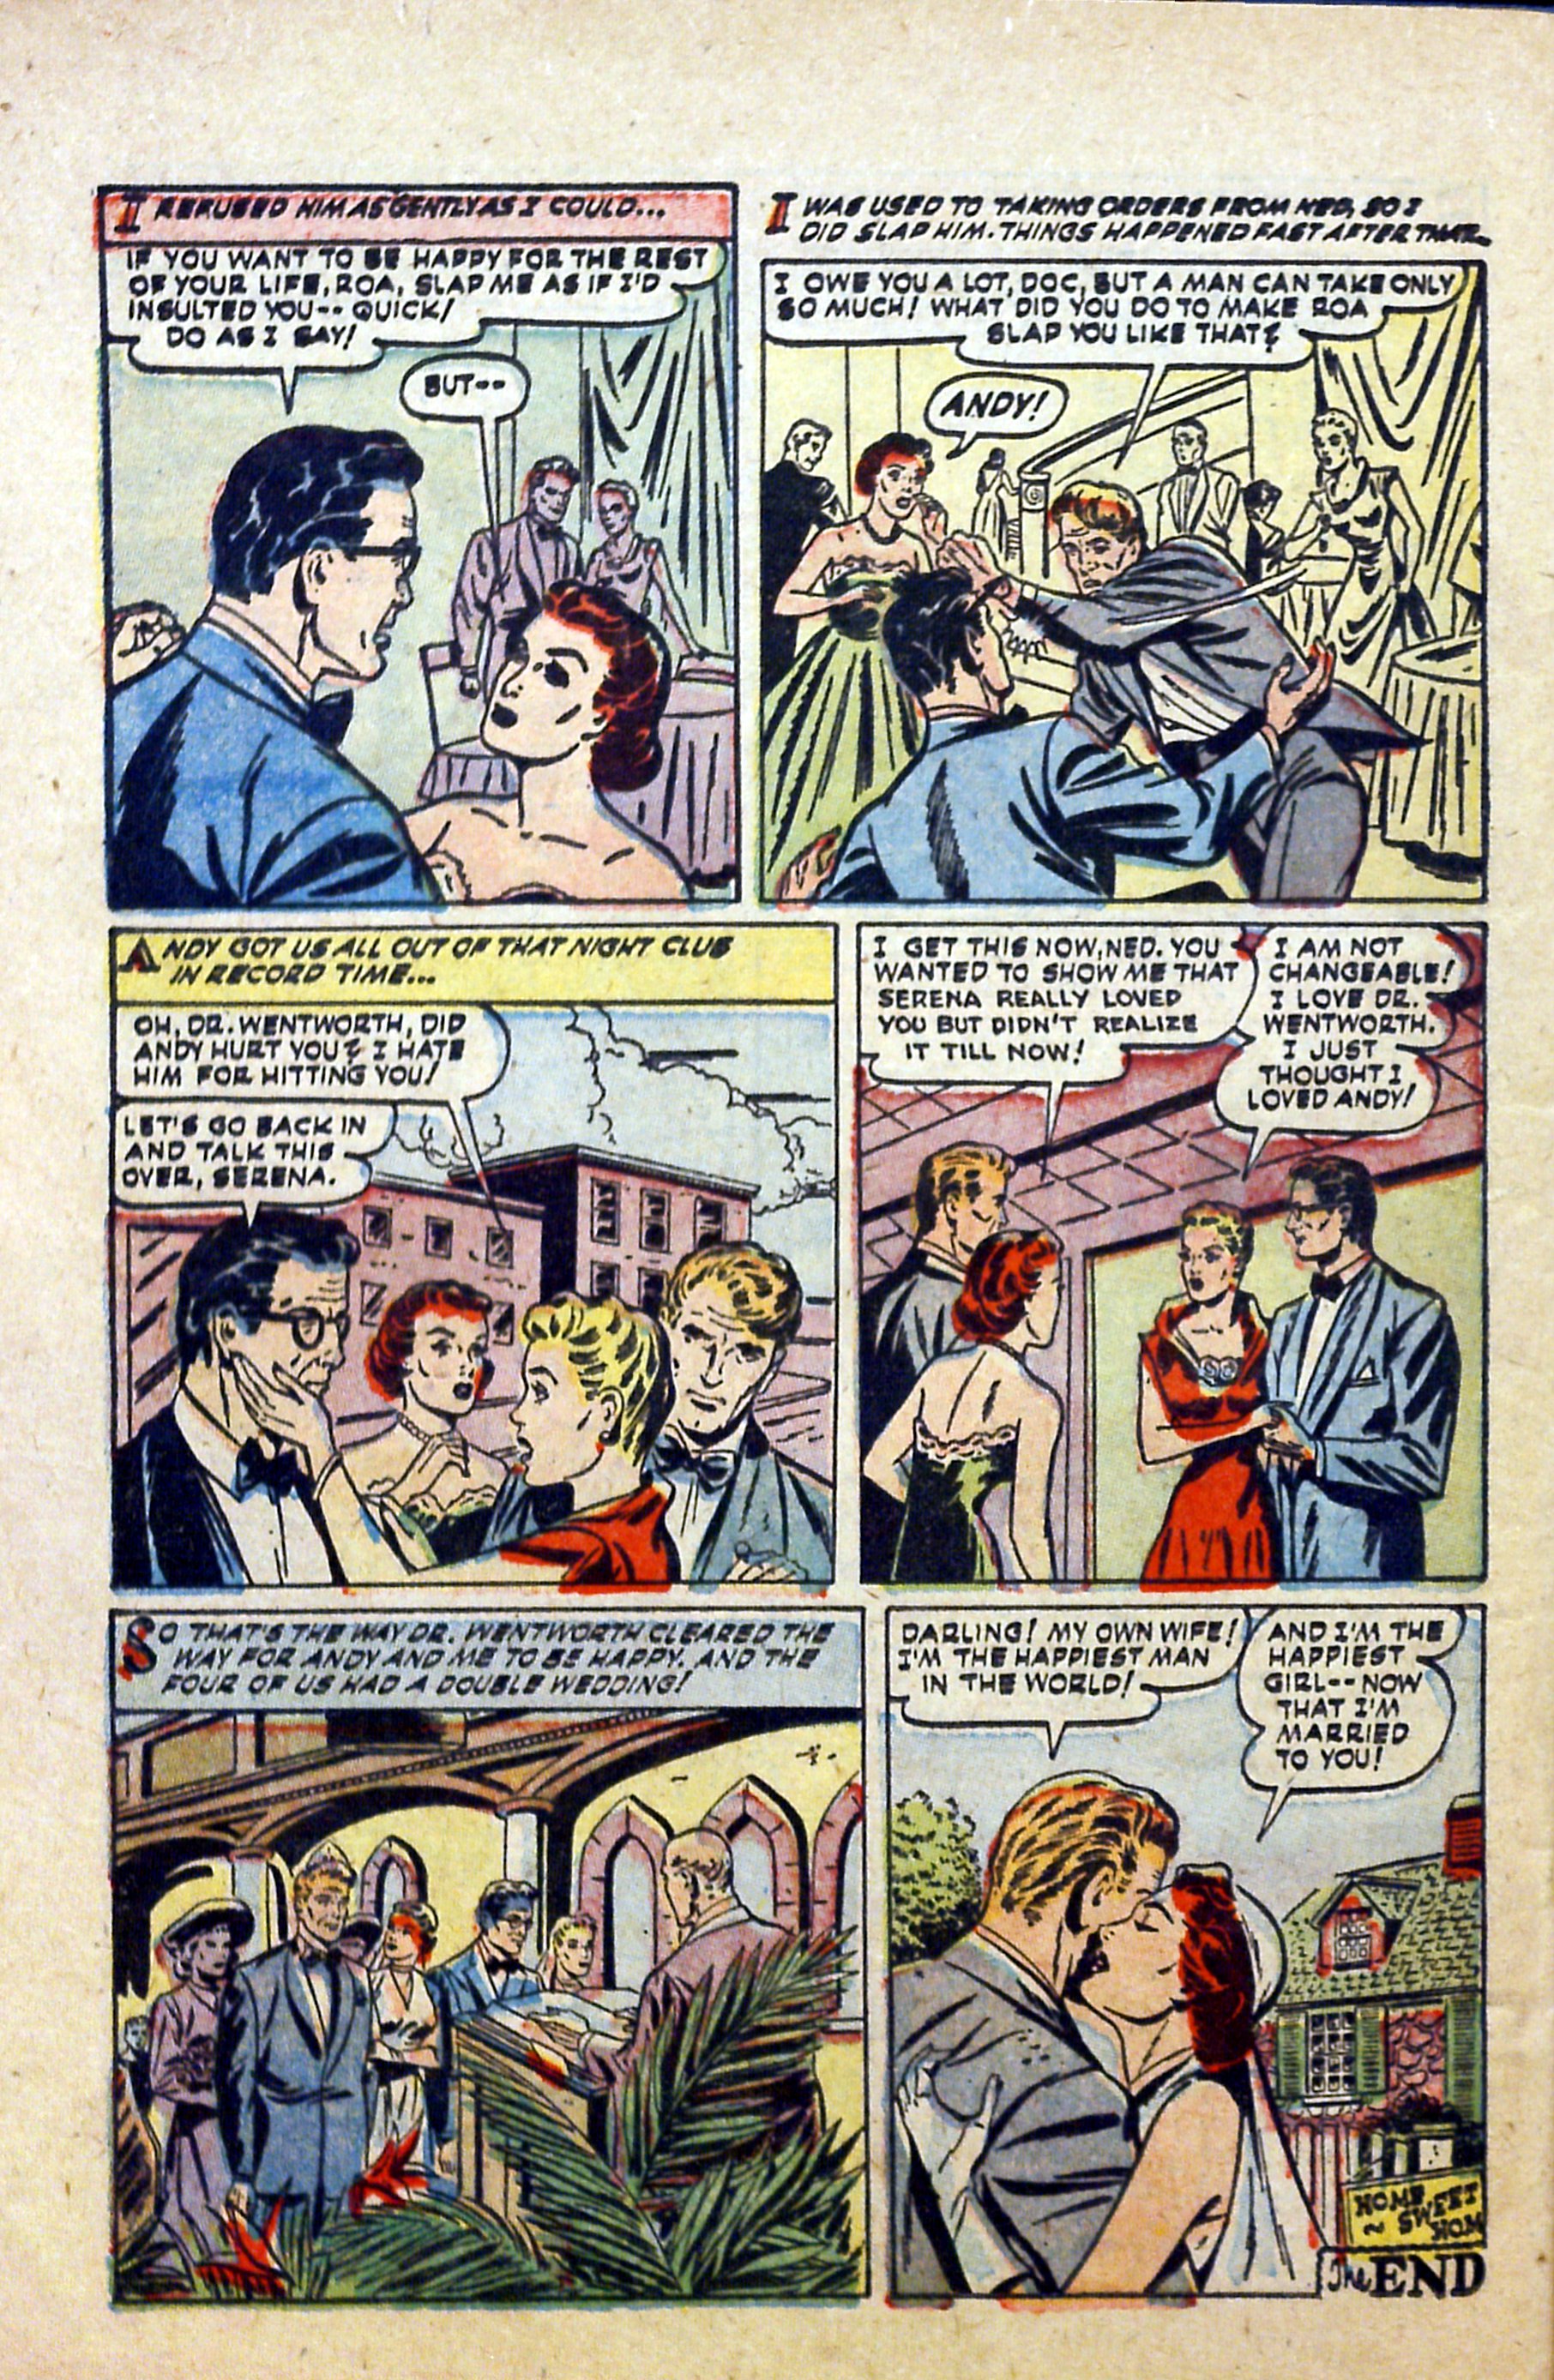 I REFUSED HIM AS GENTLY AS I COULD...
IF YOU WANT TO BE HAPPY FOR THE REST
OF YOUR LIFE, ROA, SLAP ME AS IF I'D
INSULTED YOU-- QUICK!
DO AS I SAY!
BUT--
I WAS USED TO TAKING ORDERS FROM NED, SO I
DID SLAP HIM. THINGS HAPPENED FAST AFTER THAT...
I OWE YOU A LOT, DOC, BUT A MAN CAN TAKE ONLY
SO MUCH! WHAT DID YOU DO TO MAKE ROA
SLAP YOU LIKE THAT?
ANDY!
ANDY GOT US ALL OUT OF THAT NIGHT CLUB
IN RECORD TIME...
OH, DR. WENTWORTH, DID
ANDY HURT YOU? I HATE
HIM FOR HITTING YOU!
LET'S GO BACK IN
AND TALK THIS
OVER, SERENA.
I GET THIS NOW, NED. YOU
WANTED TO SHOW ME THAT
SERENA REALLY LOVED
YOU BUT DIDN'T REALIZE
IT TILL NOW!
I AM NOT
CHANGEABLE!
I LOVE DR.
WENTWORTH.
I JUST
THOUGHT I
LOVED ANDY!
SO THAT'S THE WAY DR. WENTWORTH CLEARED THE
WAY FOR ANDY AND ME TO BE HAPPY. AND THE
FOUR OF US HAD A DOUBLE WEDDING!
DARLING! MY OWN WIFE!
I'M THE HAPPIEST MAN
IN THE WORLD!
AND I'M THE
HAPPIEST
GIRL-- NOW
THAT I'M
MARRIED
TO YOU!
HOME
~ SWEET
HOM
The END